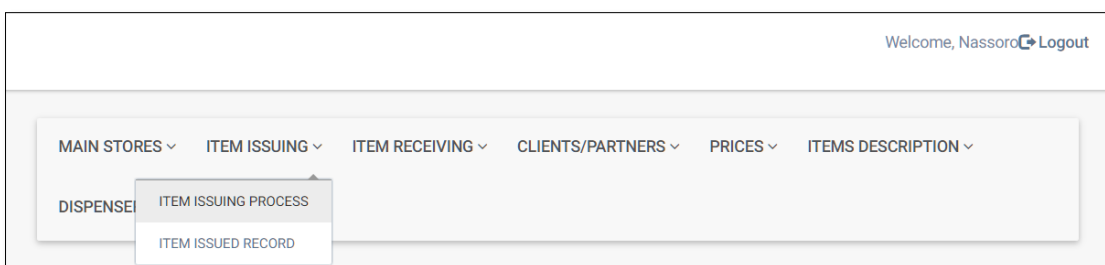 Welcome, Nassoro Logout
MAIN STORES ITEM ISSUING ITEM RECEIVING CLIENTS/PARTNERS PRICES ITEMS DESCRIPTION
ITEM ISSUING PROCESS
ITEM ISSUED RECORD